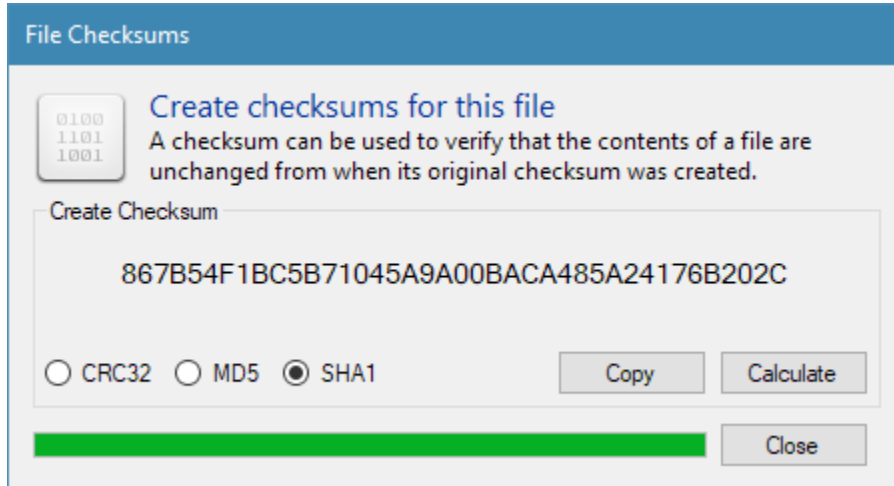 File Checksums
0100
1101
1001
Create checksums for this file
A checksum can be used to verify that the contents of a file are
unchanged from when its original checksum was created.
Create Checksum
867B54F1BC5B71045A9A00BACA485A24176B202C
CRC32 MD5 SHA1 Copy Calculate
Close